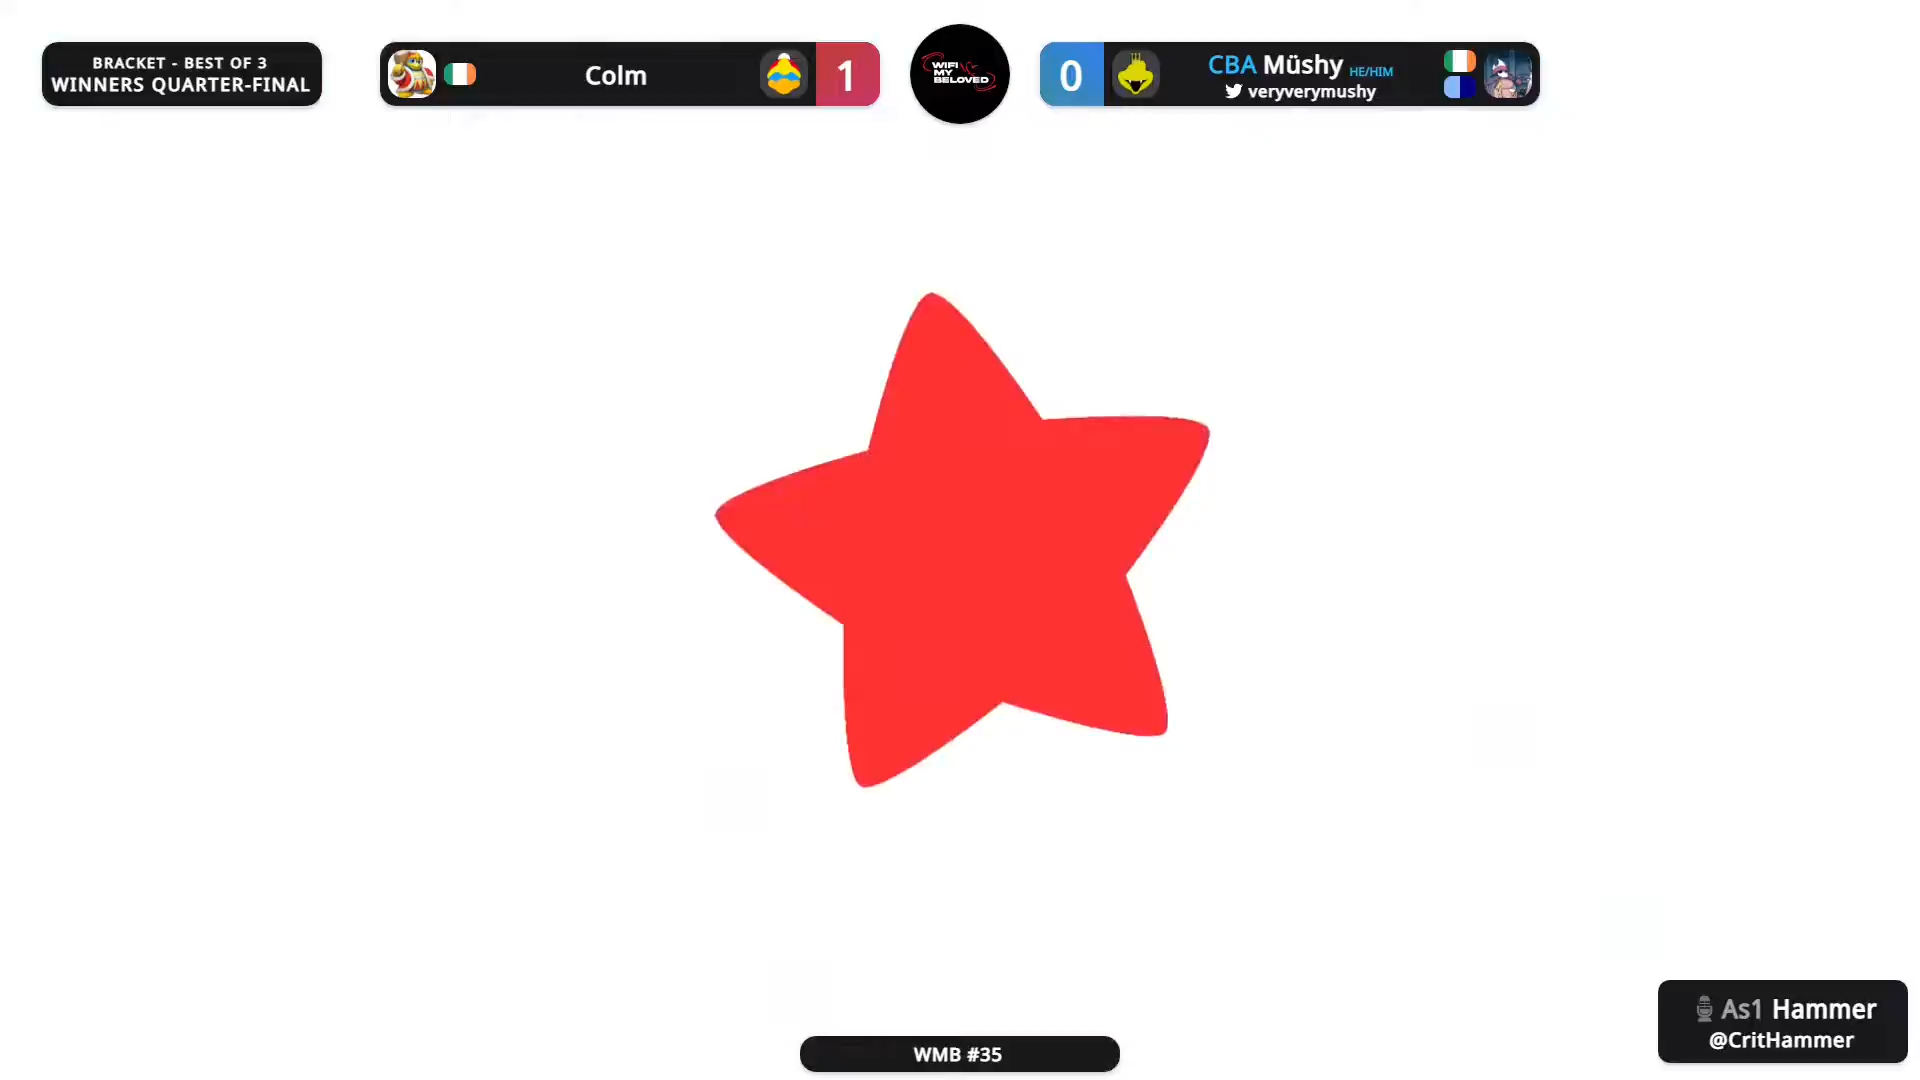 BRACKET - BEST OF 3
WINNERS QUARTER-FINAL
Colm
1
WIFI
MY
BELOVED
0
CBA Müshy HE/HIM
veryverymushy
As1 Hammer
@CritHammer
WMB #35